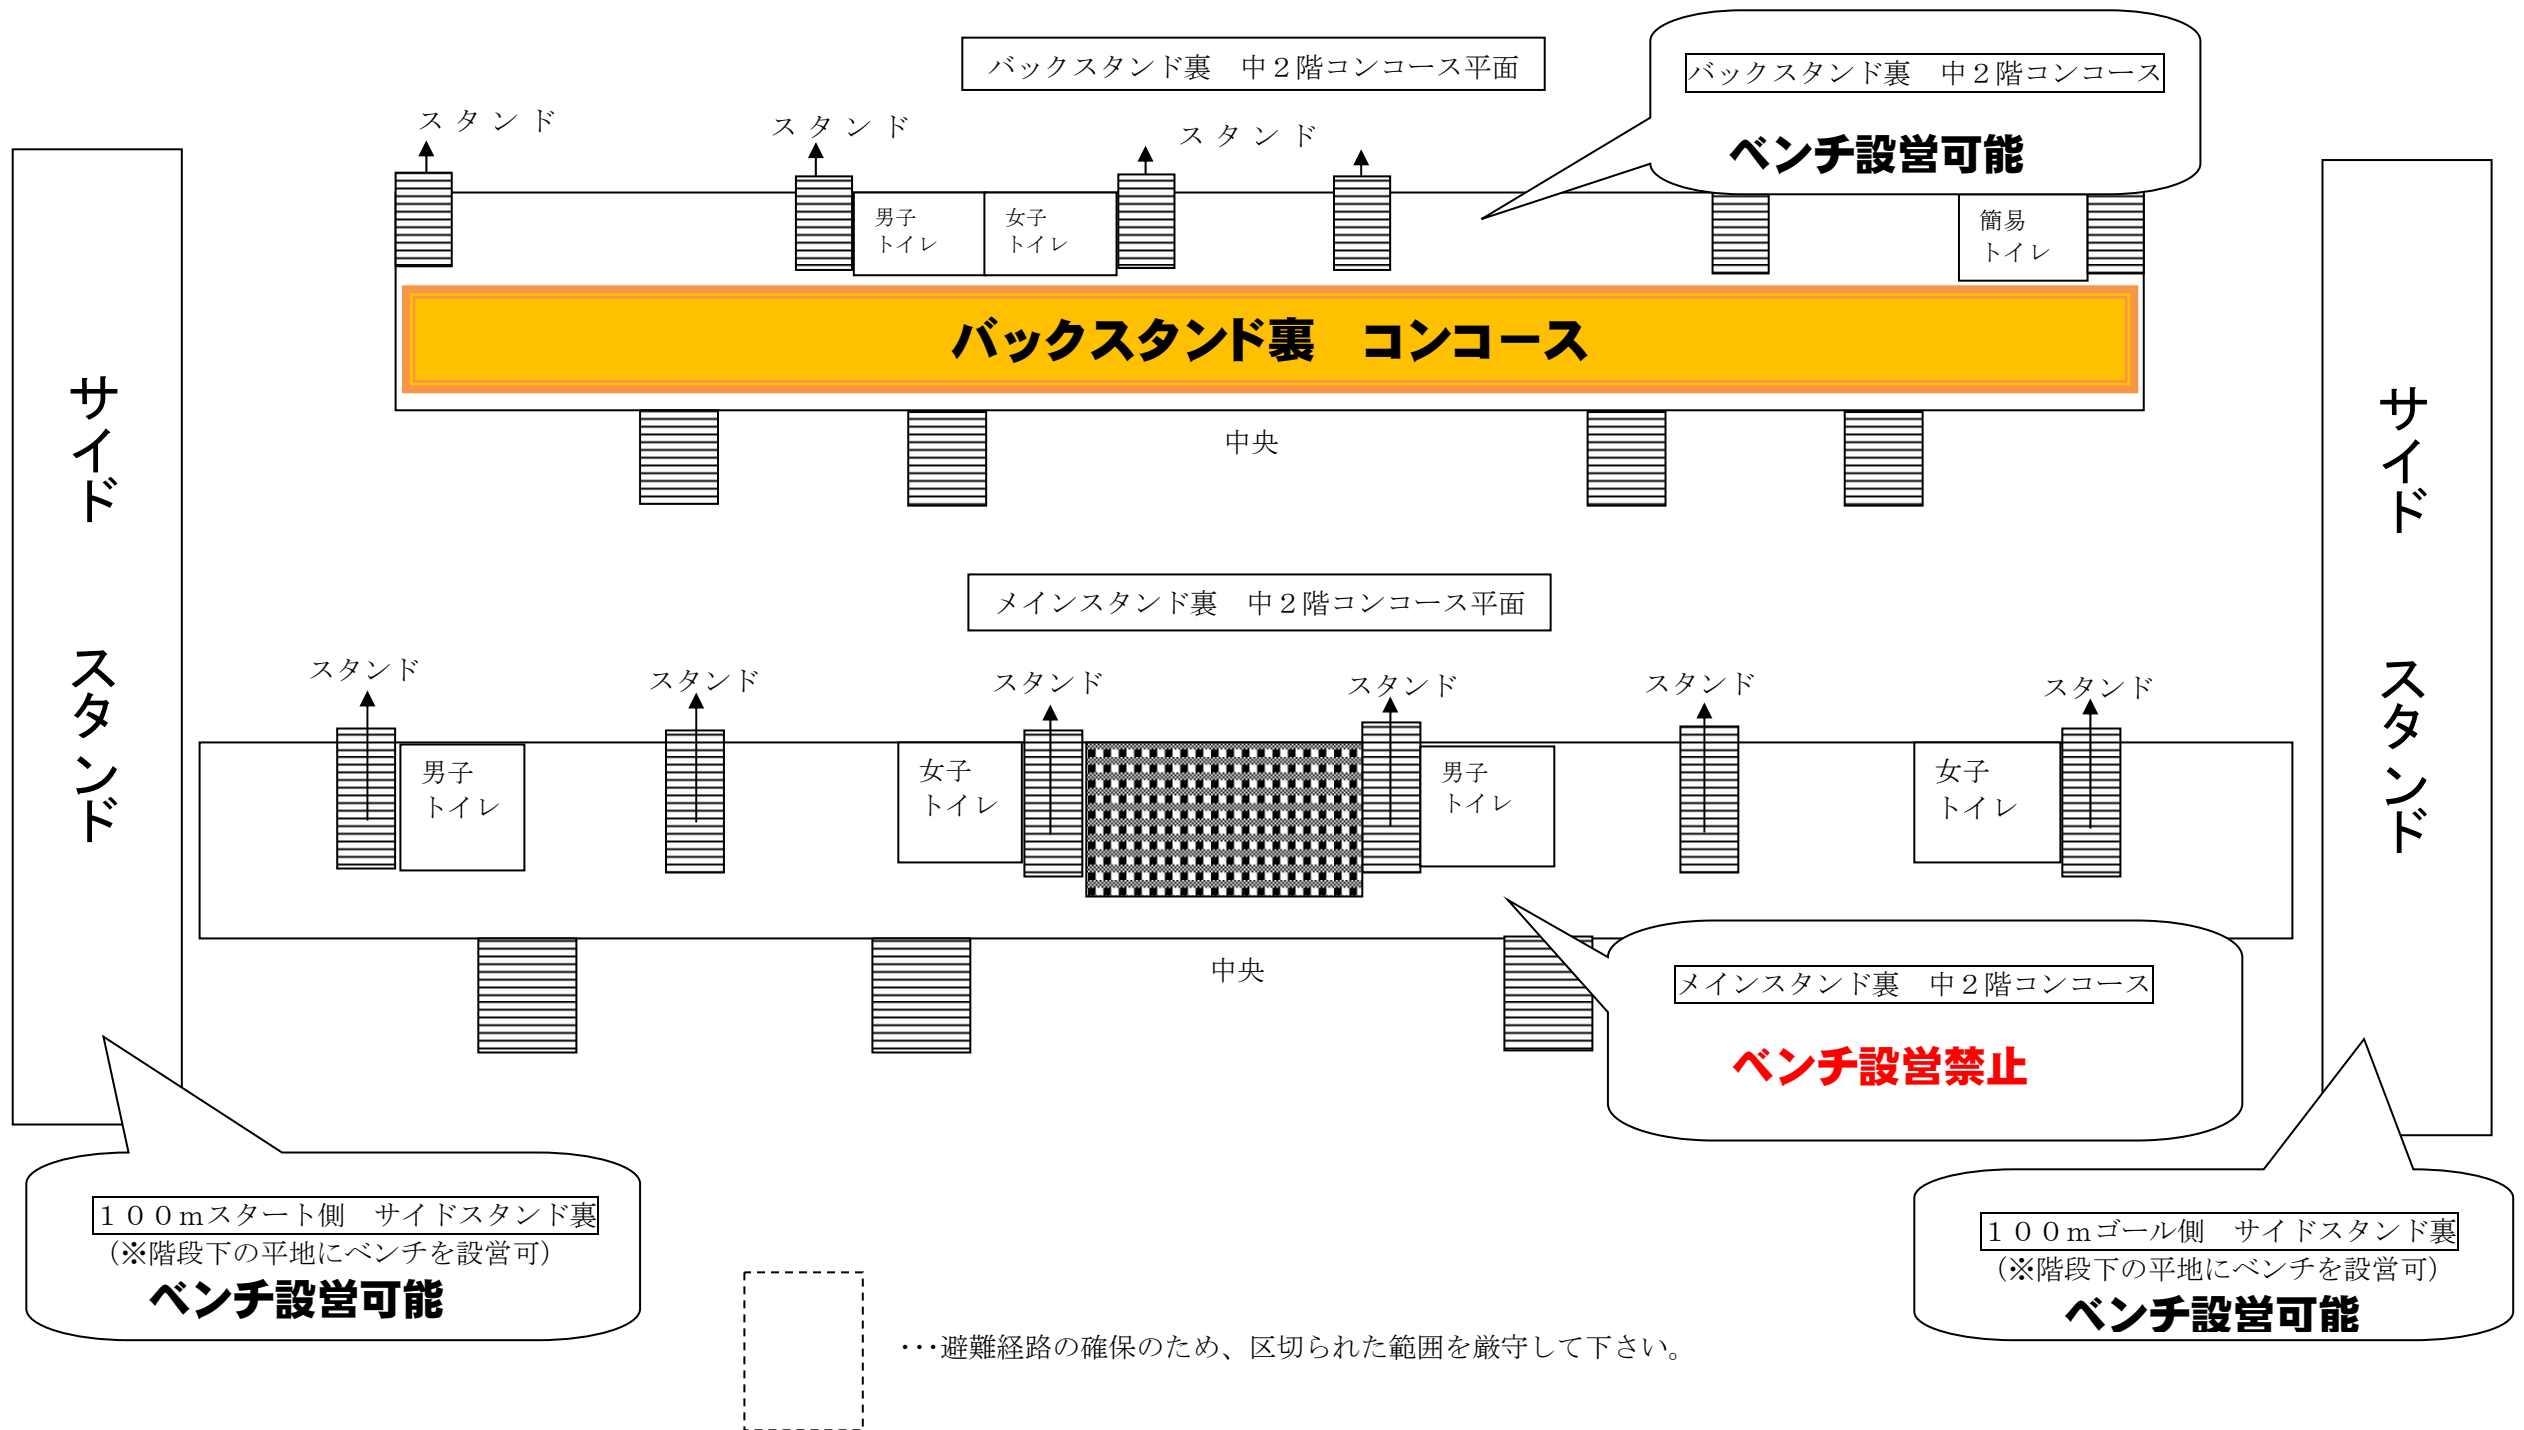 バックスタンド裏　中２階コンコース平面
バックスタンド裏　中２階コンコース
ベンチ設営可能
スタンド
スタンド
スタンド
男子
トイレ
女子
トイレ
簡易
トイレ
バックスタンド裏　コンコース
中央
サイド　スタンド
サイド　スタンド
メインスタンド裏　中２階コンコース平面
スタンド
スタンド
スタンド
スタンド
スタンド
スタンド
男子
トイレ
女子
トイレ
男子
トイレ
女子
トイレ
中央
メインスタンド裏　中２階コンコース
ベンチ設営禁止
１００ｍスタート側　サイドスタンド裏
（※階段下の平地にベンチを設営可）
ベンチ設営可能
１００ｍゴール側　サイドスタンド裏
（※階段下の平地にベンチを設営可）
ベンチ設営可能
･･･避難経路の確保のため、区切られた範囲を厳守して下さい。